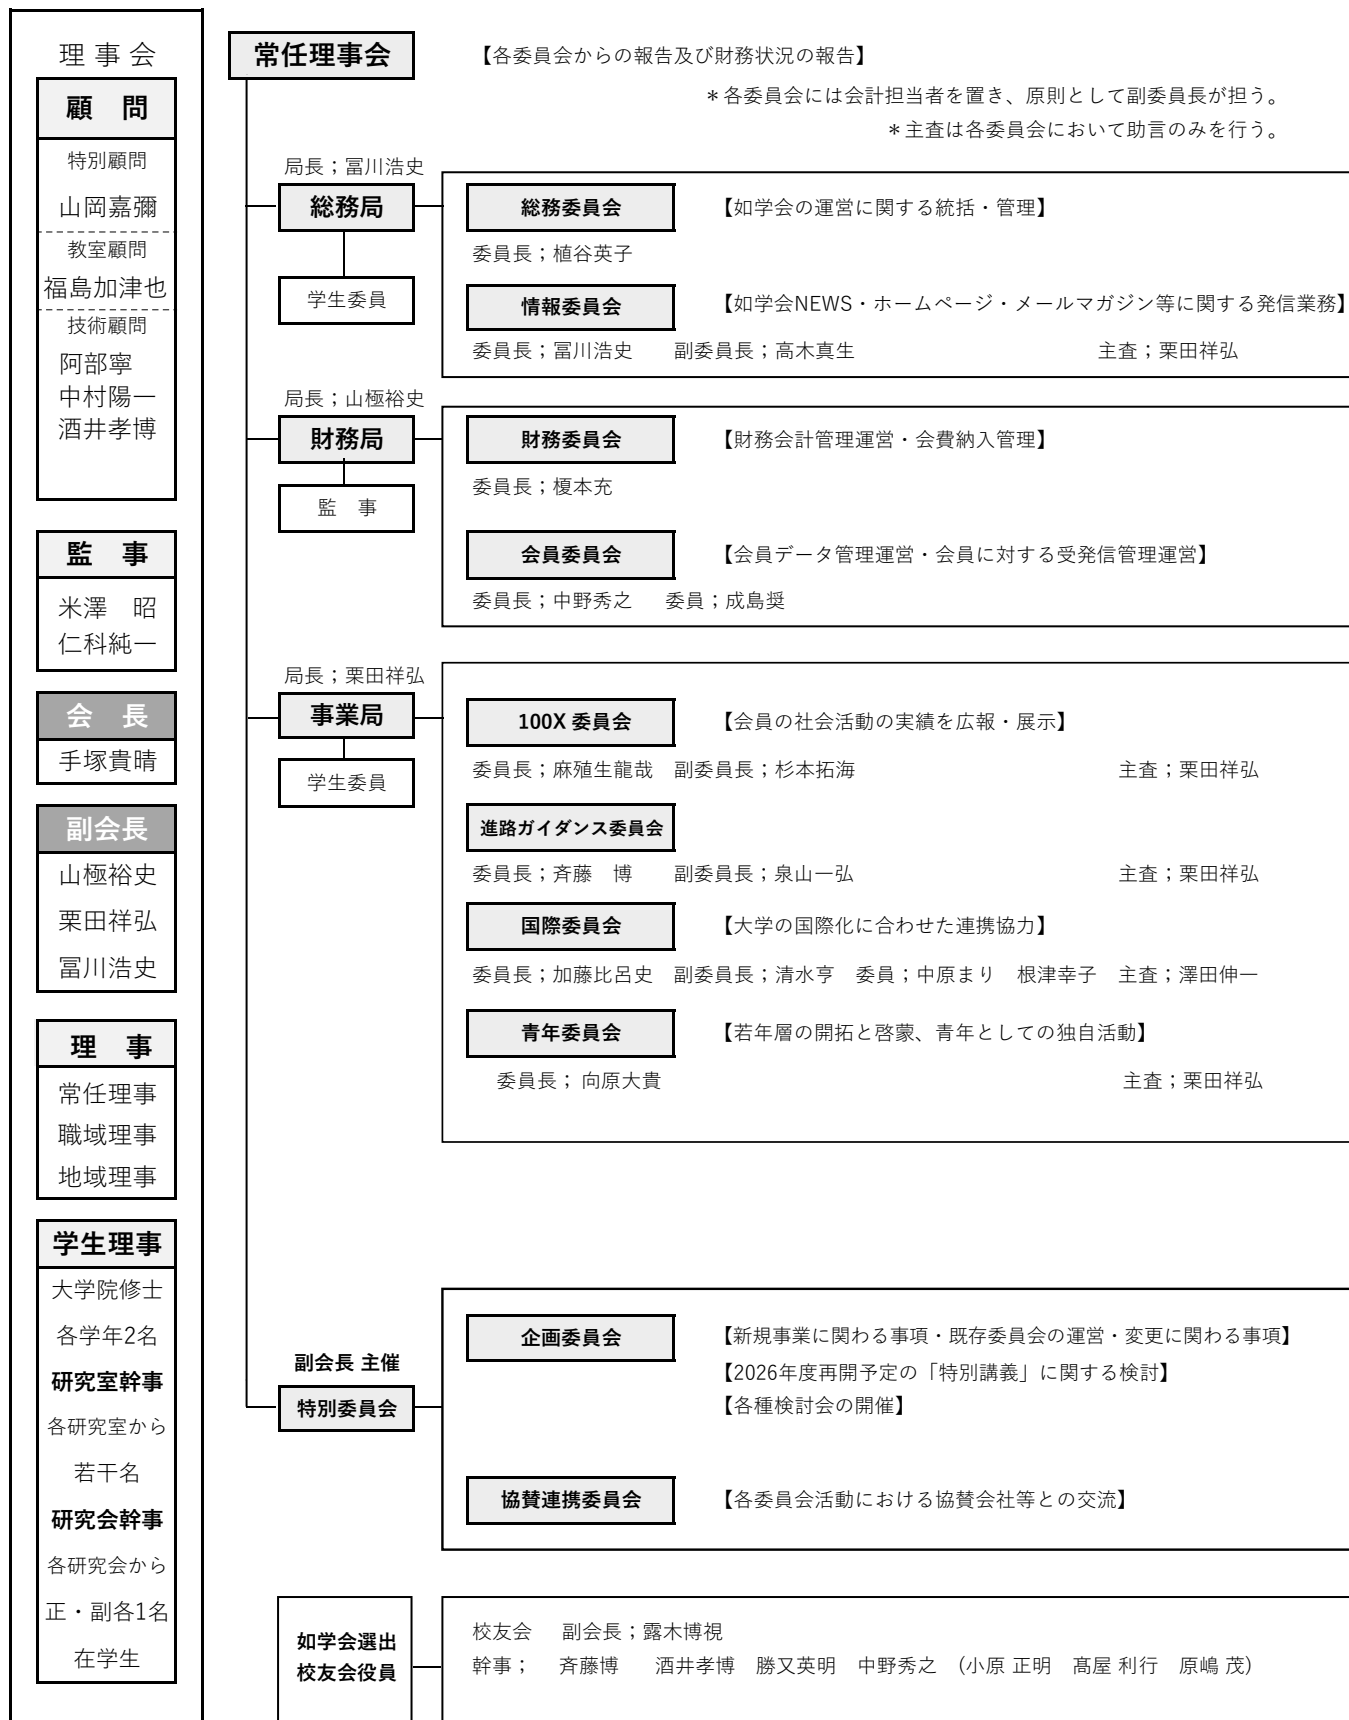 理 事 会
顧　問
特別顧問
山岡嘉彌
教室顧問
福島加津也
技術顧問
阿部寧
中村陽一
酒井孝博
監　事
米澤　昭
仁科純一
会　長
手塚貴晴
副会長
山極裕史
栗田祥弘
冨川浩史
理　事
常任理事
職域理事
地域理事
学生理事
大学院修士
各学年2名
研究室幹事
各研究室から
若干名
研究会幹事
各研究会から
正・副各1名
在学生
常任理事会
【各委員会からの報告及び財務状況の報告】
＊各委員会には会計担当者を置き、原則として副委員長が担う。
＊主査は各委員会において助言のみを行う。
局長；冨川浩史
総務局
学生委員
総務委員会　【如学会の運営に関する統括・管理】
委員長；植谷英子
情報委員会　【如学会NEWS・ホームページ・メールマガジン等に関する発信業務】
委員長；冨川浩史　副委員長；高木真生　主査；栗田祥弘
局長；山極裕史
財務局
監　事
財務委員会　【財務会計管理運営・会費納入管理】
委員長；榎本充
会員委員会　【会員データ管理運営・会員に対する受発信管理運営】
委員長；中野秀之　委員；成島奨
局長；栗田祥弘
事業局
学生委員
100X 委員会　【会員の社会活動の実績を広報・展示】
委員長；麻殖生龍哉　副委員長；杉本拓海　主査；栗田祥弘
進路ガイダンス委員会
委員長；斉藤　博　副委員長；泉山一弘　主査；栗田祥弘
国際委員会　【大学の国際化に合わせた連携協力】
委員長；加藤比呂史　副委員長；清水亨　委員；中原まり　根津幸子　主査；澤田伸一
青年委員会　【若年層の開拓と啓蒙、青年としての独自活動】
委員長； 向原大貴　主査；栗田祥弘
副会長 主催
特別委員会
企画委員会　【新規事業に関わる事項・既存委員会の運営・変更に関わる事項】
【2026年度再開予定の「特別講義」に関する検討】
【各種検討会の開催】
協賛連携委員会　【各委員会活動における協賛会社等との交流】
如学会選出
校友会役員
校友会　副会長；露木博視
幹事；　斉藤博　酒井孝博　勝又英明　中野秀之　(小原 正明　髙屋 利行　原嶋 茂)